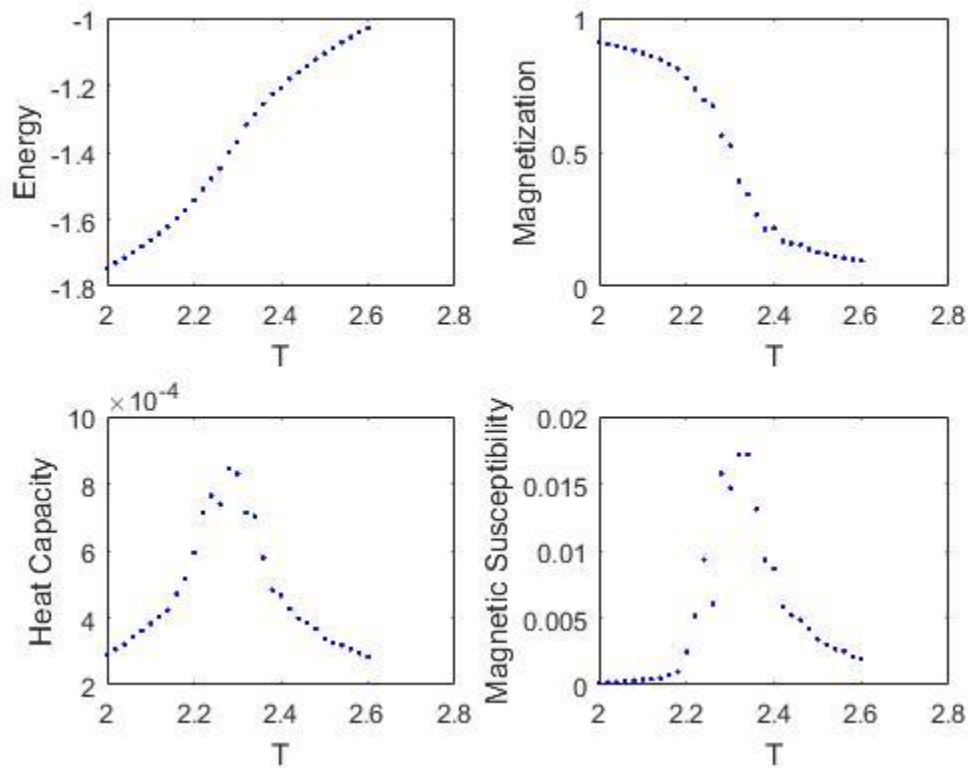 Energy
-1
-1.2
-1.4
-1.6
-1.8
2 2.2 2.4 2.6 2.8
T
Magnetization
1
0.5
0
2 2.2 2.4 2.6 2.8
T
Heat Capacity
×10-4
10
8
6
4
2
2 2.2 2.4 2.6 2.8
T
Magnetic Susceptibility
0.02
0.015
0.01
0.005
0
2 2.2 2.4 2.6 2.8
T